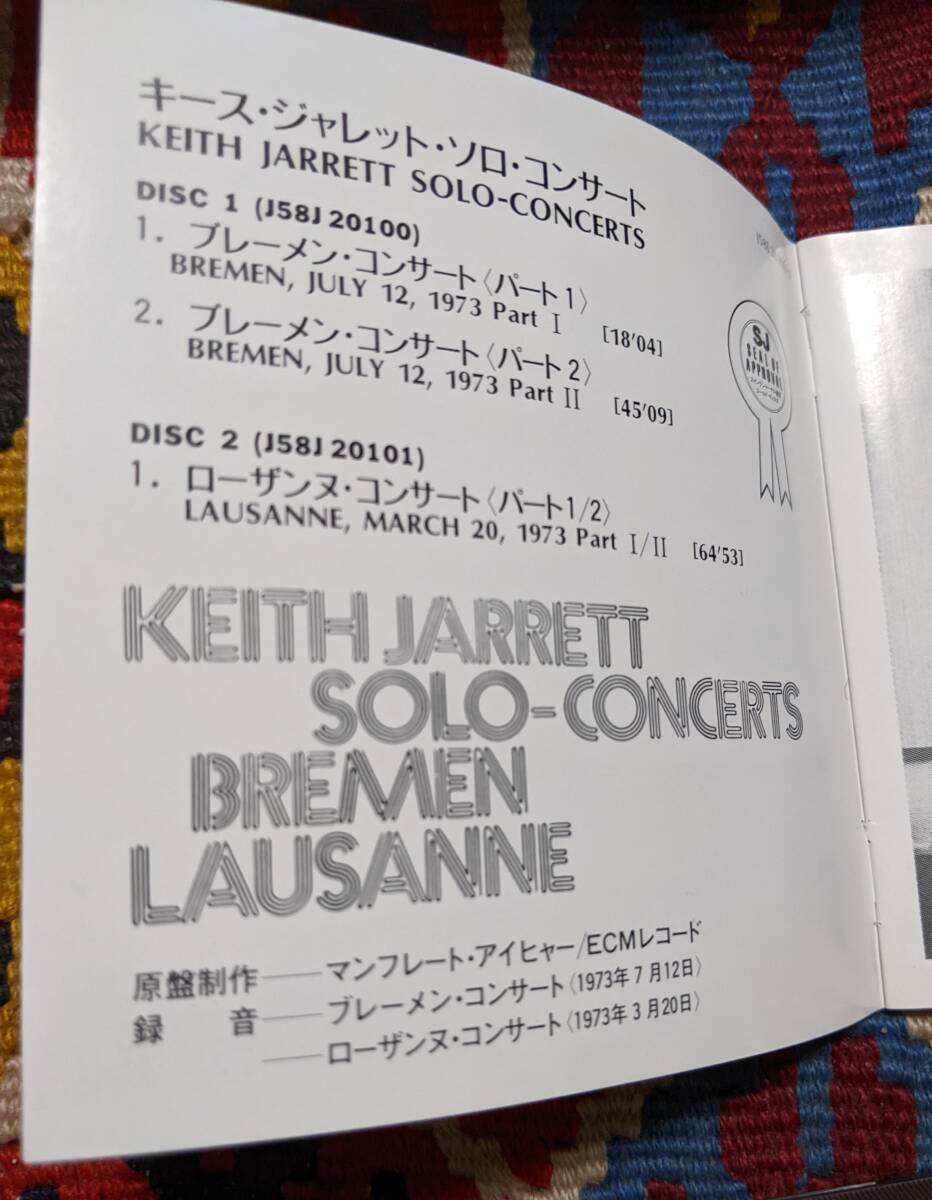 キース・ジャレット・ソロ・コンサート
KEITH JARRETT SOLO-CONCERTS
DISC 1 (J58J 20100)
1. ブレーメン・コンサート〈パート1〉
BREMEN, JULY 12, 1973 Part Ⅰ [18'04]
2. ブレーメン・コンサート〈パート2〉
BREMEN, JULY 12, 1973 Part Ⅱ [45'09]
DISC 2 (J58J 20101)
1. ローザンヌ・コンサート〈パート1/2〉
LAUSANNE, MARCH 20, 1973 Part Ⅰ/Ⅱ [64'53]
SJ
SEAL OF
APPROVAL
KEITH JARRETT
SOLO-CONCERTS
BREMEN
LAUSANNE
原盤制作――マンフレート・アイヒャー/ECMレコード
録 音――ブレーメン・コンサート〈1973年7月12日〉
――ローザンヌ・コンサート〈1973年3月20日〉